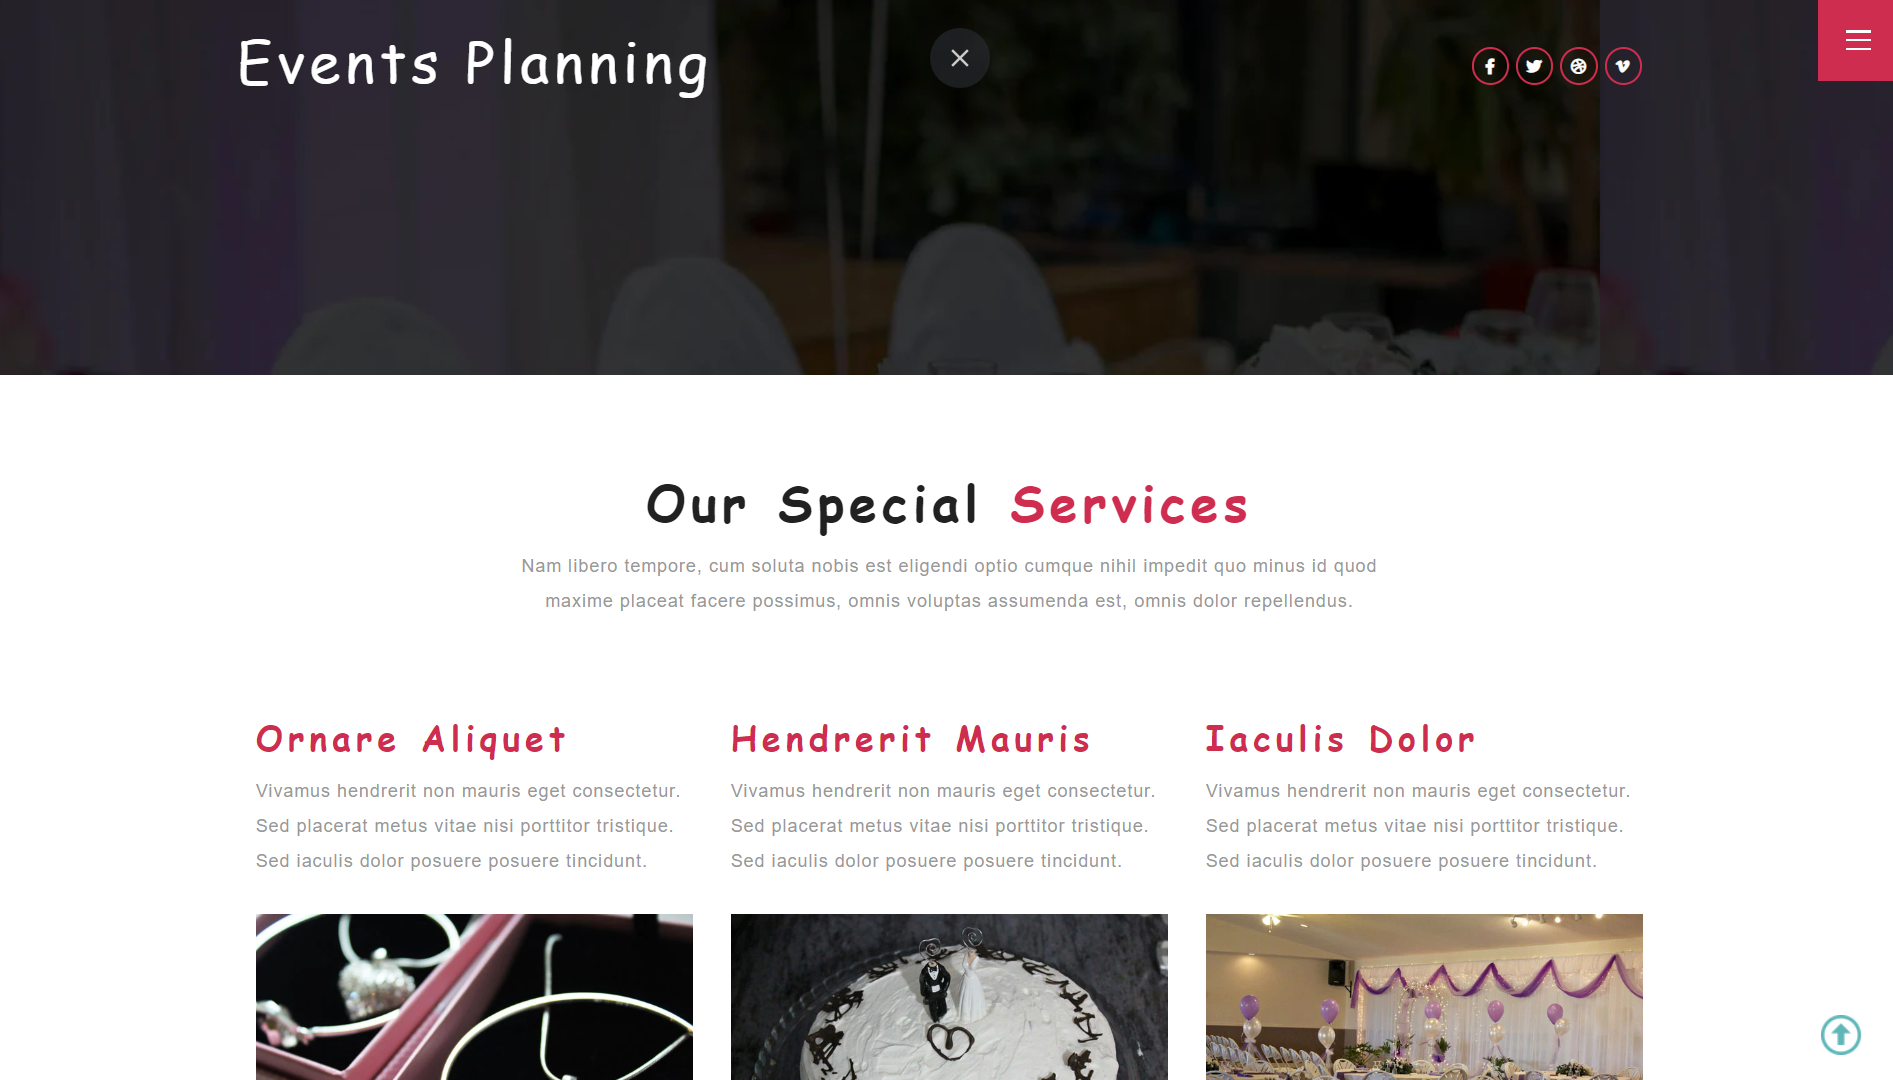 Events Planning
Our Special Services
Nam libero tempore, cum soluta nobis est eligendi optio cumque nihil impedit quo minus id quod
maxime placeat facere possimus, omnis voluptas assumenda est, omnis dolor repellendus.
Ornare Aliquet
Vivamus hendrerit non mauris eget consectetur.
Sed placerat metus vitae nisi porttitor tristique.
Sed iaculis dolor posuere posuere tincidunt.
Hendrerit Mauris
Vivamus hendrerit non mauris eget consectetur.
Sed placerat metus vitae nisi porttitor tristique.
Sed iaculis dolor posuere posuere tincidunt.
Iaculis Dolor
Vivamus hendrerit non mauris eget consectetur.
Sed placerat metus vitae nisi porttitor tristique.
Sed iaculis dolor posuere posuere tincidunt.